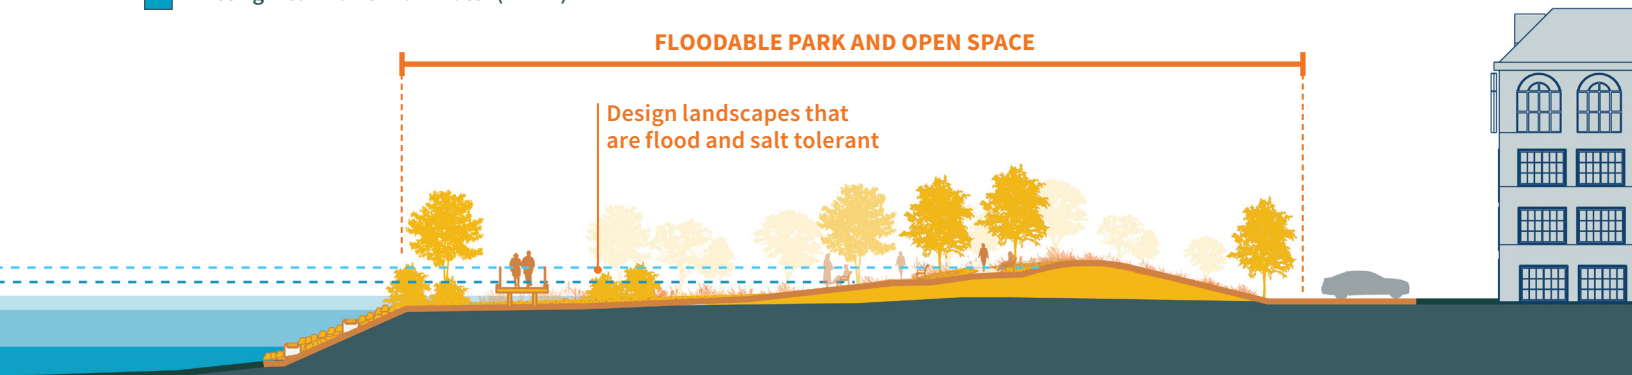 FLOODABLE PARK AND OPEN SPACE
Design landscapes that
are flood and salt tolerant